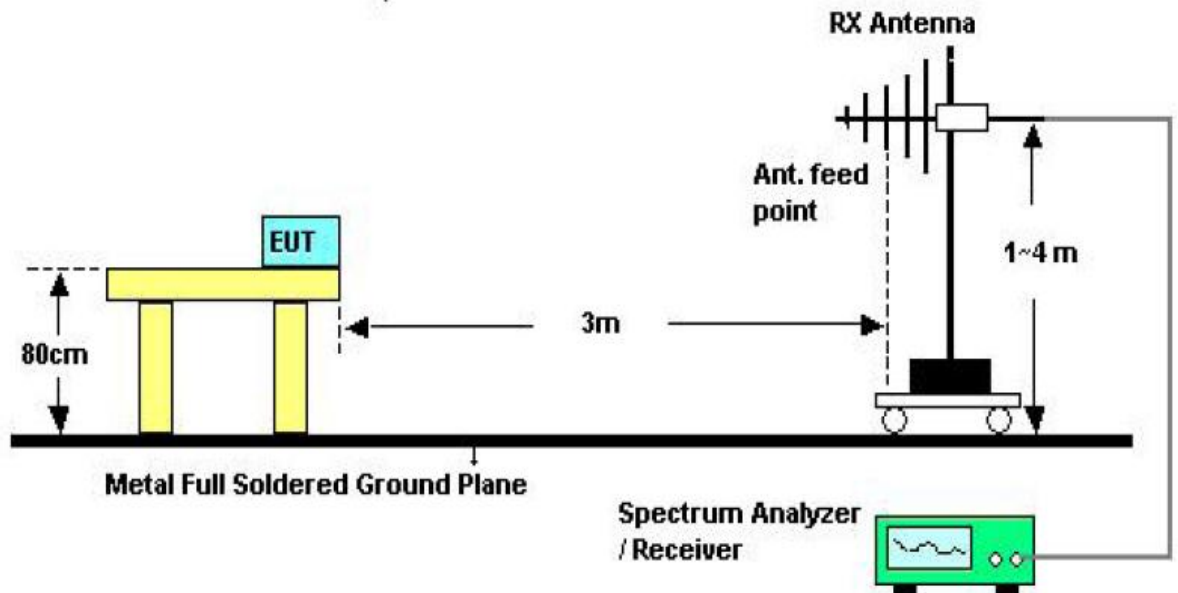 RX Antenna
Ant. feed
point
EUT
1~4 m
3m
80cm
Metal Full Soldered Ground Plane
Spectrum Analyzer
/ Receiver